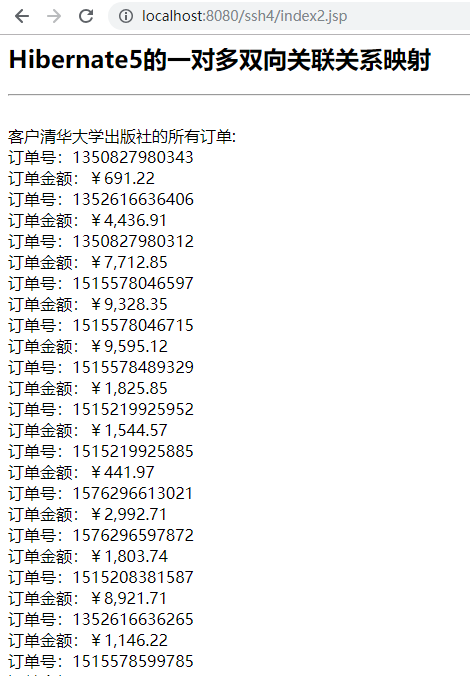 localhost:8080/ssh4/index2.jsp
Hibernate5的一对多双向关联关系映射
客户清华大学出版社的所有订单:
订单号：1350827980343
订单金额：￥691.22
订单号：1352616636406
订单金额：￥4,436.91
订单号：1350827980312
订单金额：￥7,712.85
订单号：1515578046597
订单金额：￥9,328.35
订单号：1515578046715
订单金额：￥9,595.12
订单号：1515578489329
订单金额：￥1,825.85
订单号：1515219925952
订单金额：￥1,544.57
订单号：1515219925885
订单金额：￥441.97
订单号：1576296613021
订单金额：￥2,992.71
订单号：1576296597872
订单金额：￥1,803.74
订单号：1515208381587
订单金额：￥8,921.71
订单号：1352616636265
订单金额：￥1,146.22
订单号：1515578599785